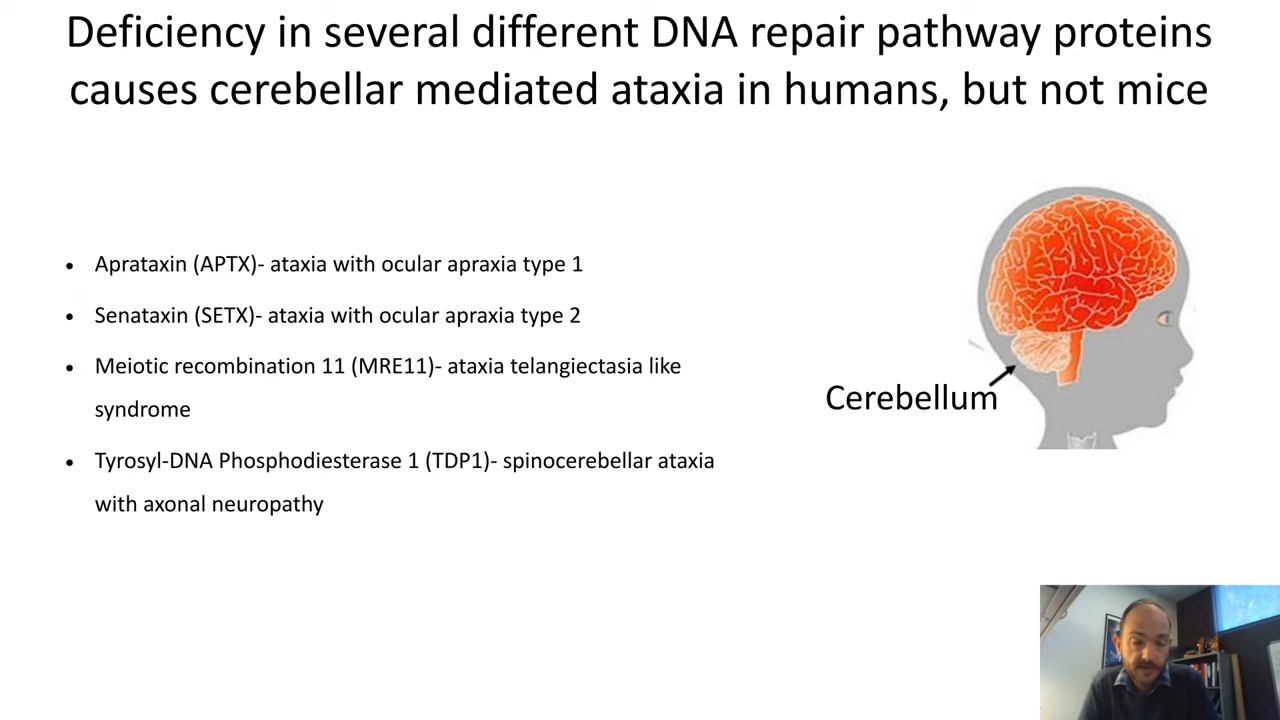 Deficiency in several different DNA repair pathway proteins
causes cerebellar mediated ataxia in humans, but not mice
• Aprataxin (APTX)- ataxia with ocular apraxia type 1
• Senataxin (SETX)- ataxia with ocular apraxia type 2
• Meiotic recombination 11 (MRE11)- ataxia telangiectasia like
syndrome
• Tyrosyl-DNA Phosphodiesterase 1 (TDP1)- spinocerebellar ataxia
with axonal neuropathy
Cerebellum